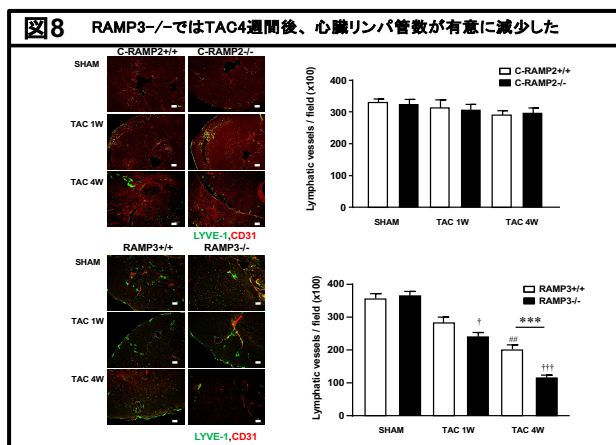 図8 RAMP3-/-ではTAC4週間後、心臓リンパ管数が有意に減少した
C-RAMP2+/+ C-RAMP2-/-
SHAM
TAC 1W
TAC 4W
LYVE-1,CD31
RAMP3+/+ RAMP3-/-
SHAM
TAC 1W
TAC 4W
LYVE-1,CD31
Lymphatic vessels / field (x100)
400
300
200
100
0
C-RAMP2+/+
C-RAMP2-/-
SHAM TAC 1W TAC 4W
Lymphatic vessels / field (x100)
400
300
200
100
0
RAMP3+/+
RAMP3-/-
†
***
##
†††
SHAM TAC 1W TAC 4W